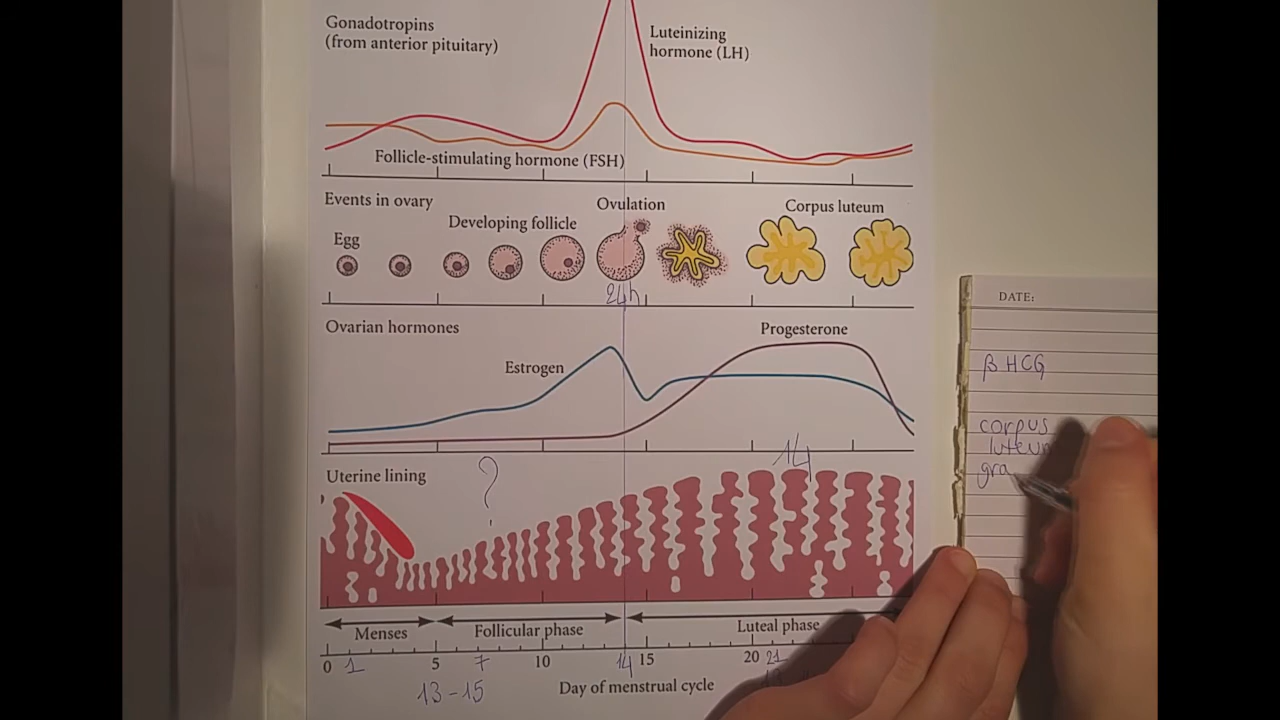 Gonadotropins
(from anterior pituitary)
Luteinizing
hormone (LH)
Follicle-stimulating hormone (FSH)
Events in ovary
Ovulation
Corpus luteum
Developing follicle
Egg
24h
Ovarian hormones
Progesterone
Estrogen
14
Uterine lining
?
Menses
Follicular phase
Luteal phase
0 1 5 7 10 14 15 20 21
13-15
Day of menstrual cycle
DATE:
β HCG
corpus
luteum
gra